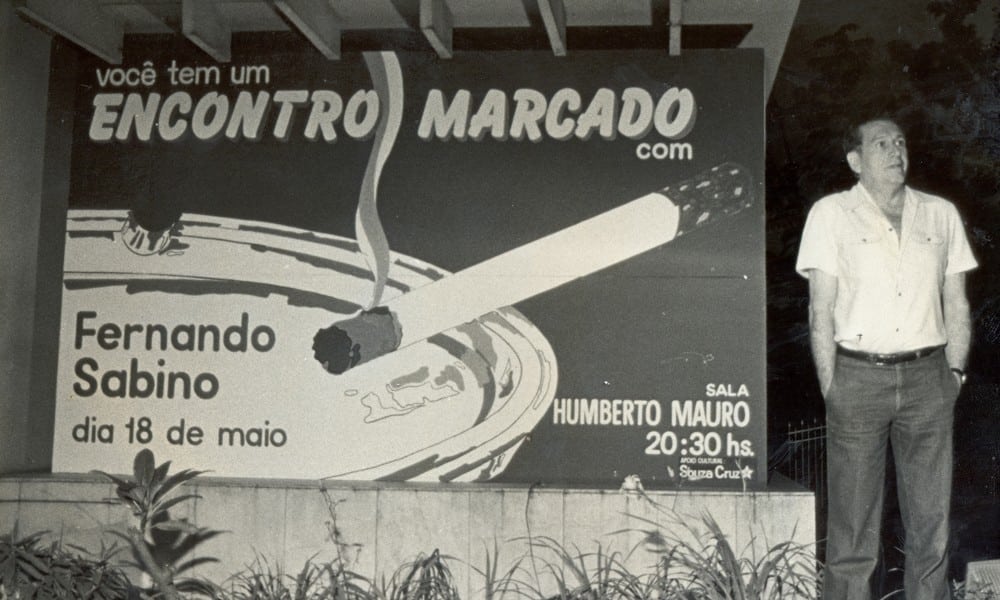 você tem um
ENCONTRO MARCADO
com
Fernando
Sabino
dia 18 de maio
SALA
HUMBERTO MAURO
20:30 hs.
APOIO CULTURAL
Souza Cruz